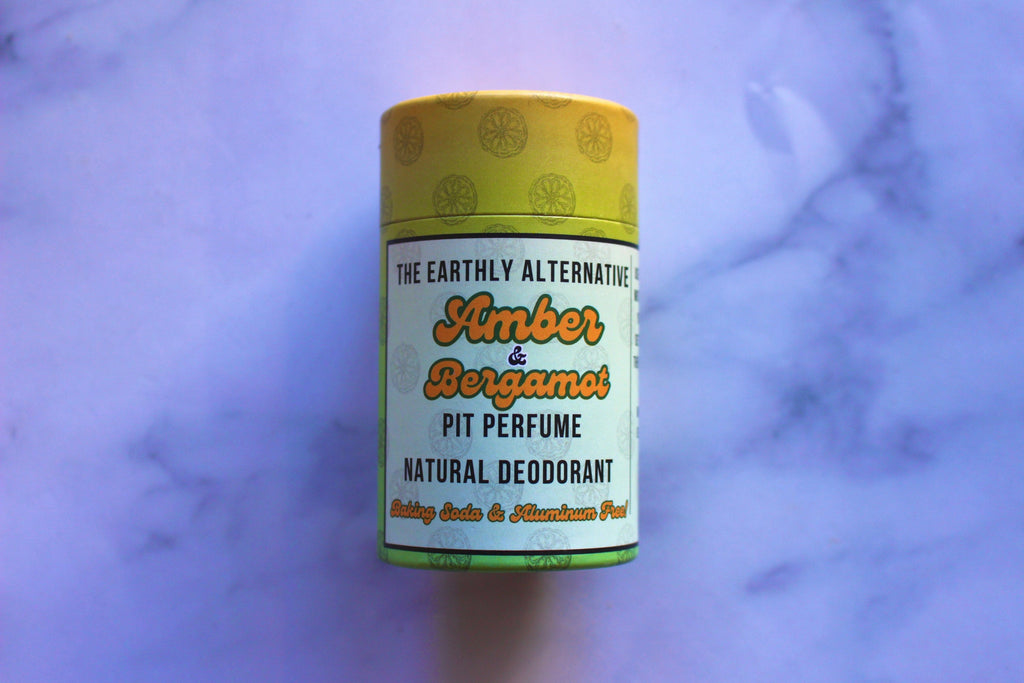 THE EARTHLY ALTERNATIVE
Amber
&
Bergamot
PIT PERFUME
NATURAL DEODORANT
Baking Soda & Aluminum Free!